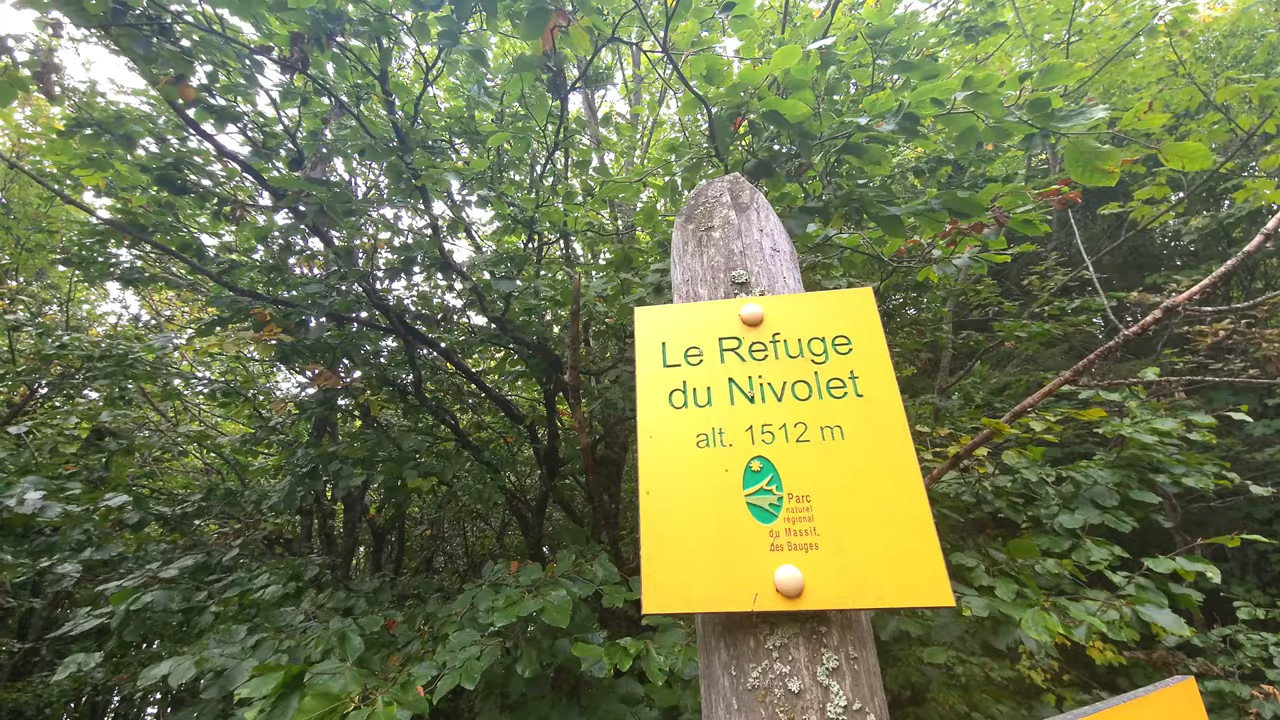 Le Refuge
du Nivolet
alt. 1512 m
Parc
naturel
régional
du Massif
des Bauges